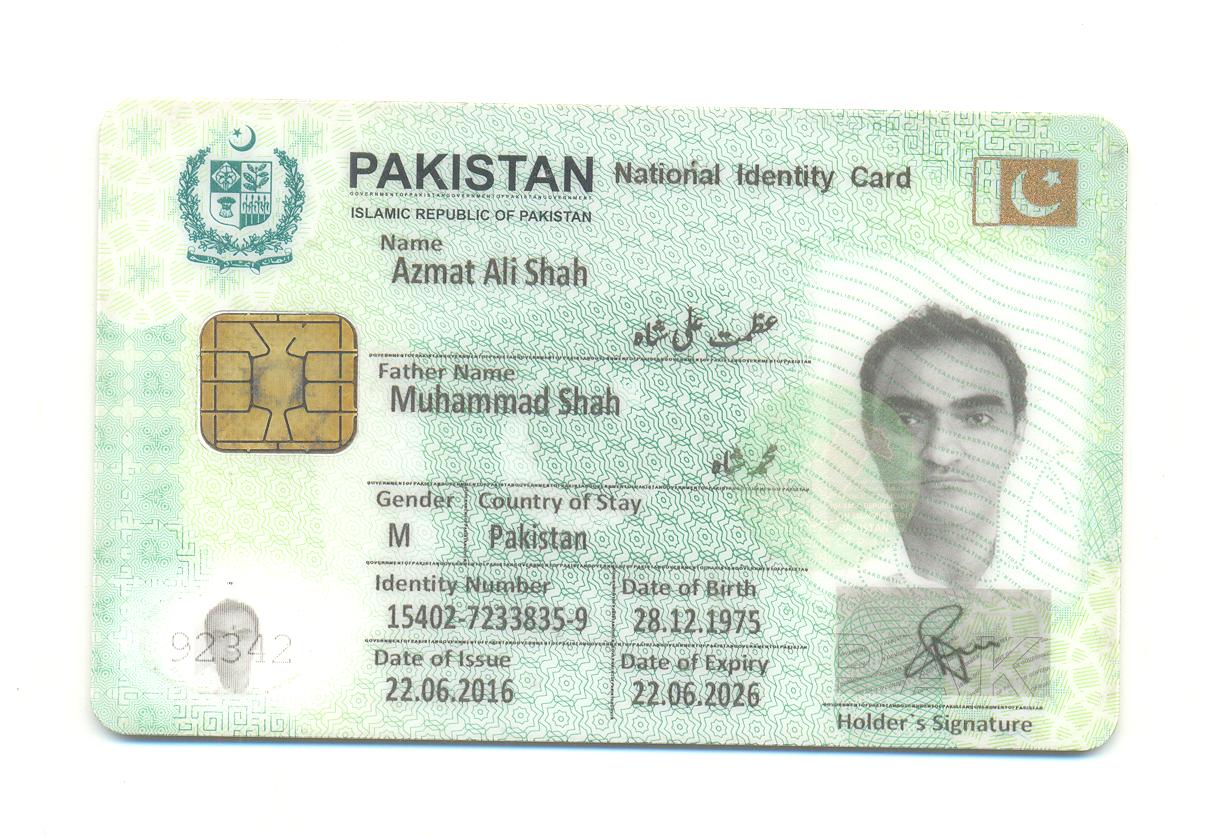 PAKISTAN National Identity Card
ISLAMIC REPUBLIC OF PAKISTAN
Name
Azmat Ali Shah
عظمت علی شاہ
Father Name
Muhammad Shah
محمد شاہ
Gender Country of Stay
M Pakistan
Identity Number Date of Birth
15402-7233835-9 28.12.1975
92342
Date of Issue Date of Expiry
22.06.2016 22.06.2026
Holder's Signature